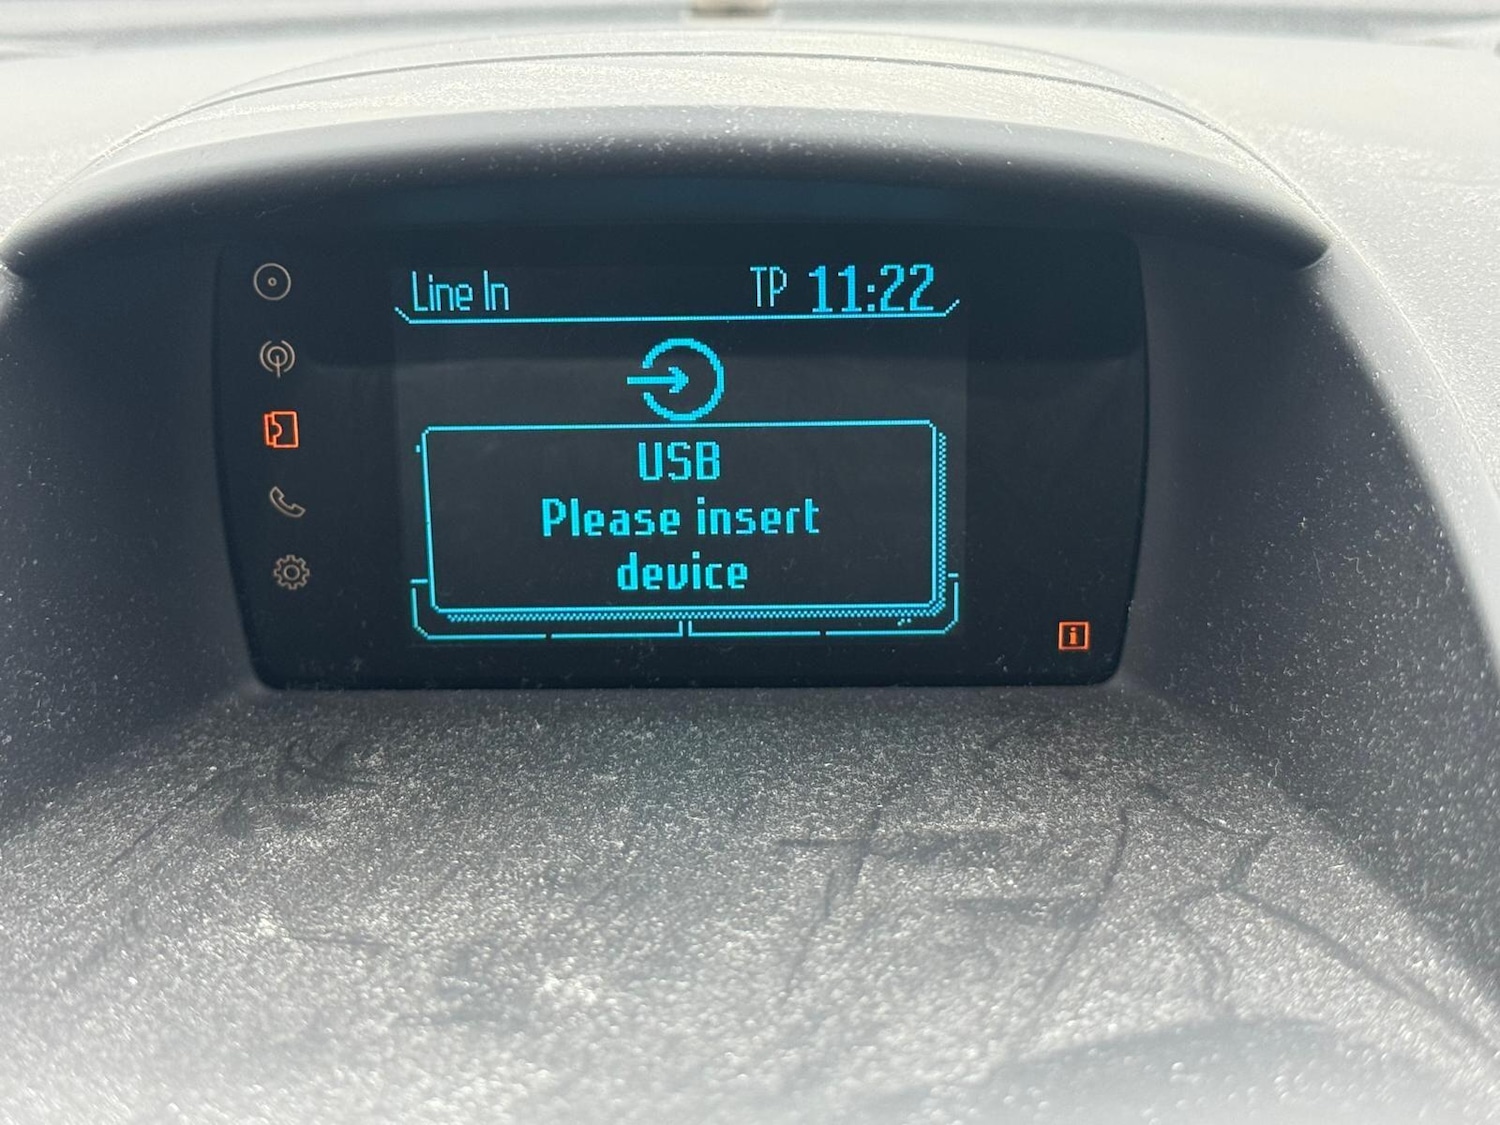 Line In TP 11:22
USB
Please insert
device
i